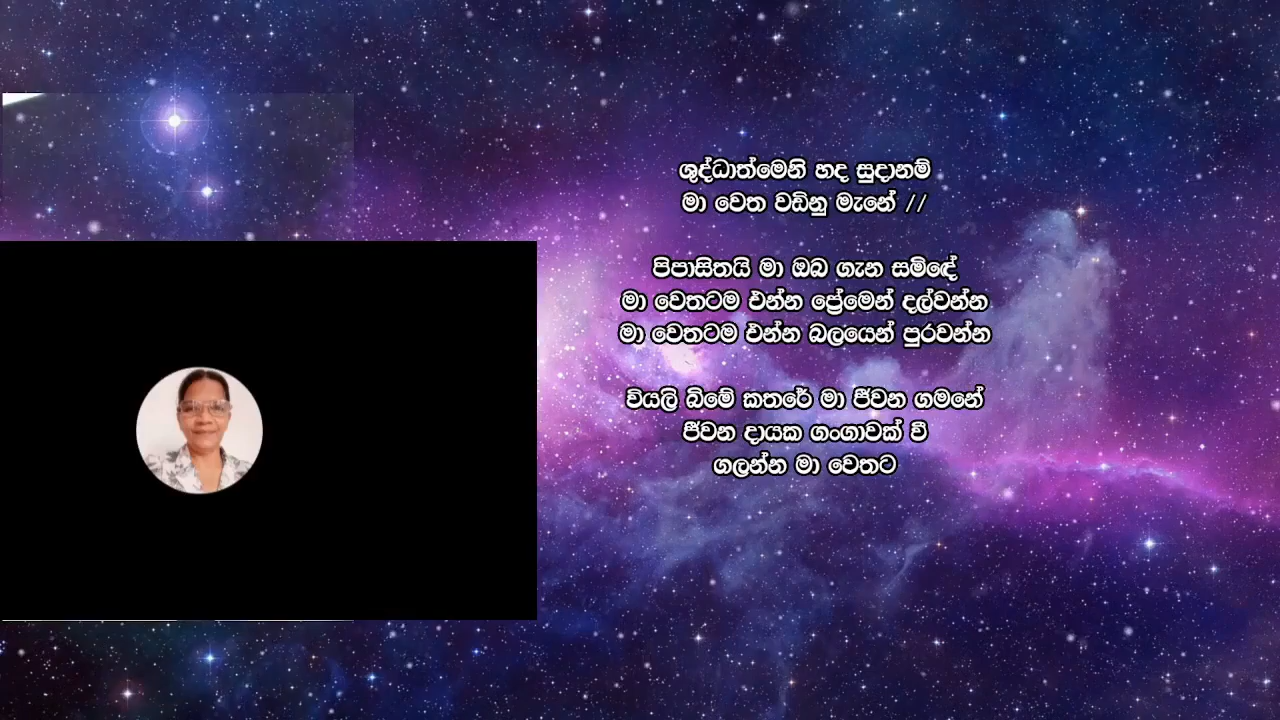 ශුද්ධාත්මෙනි හද සුදානම්
මා වෙත වඩිනු මැනේ //
පිපාසිතයි මා ඔබ ගැන සමිඳේ
මා වෙතටම එන්න ප්‍රේමෙන් දල්වන්න
මා වෙතටම එන්න බලයෙන් පුරවන්න
වියලි බිමේ කතරේ මා ජීවන ගමනේ
ජීවන දායක ගංගාවක් වී
ගලන්න මා වෙතට